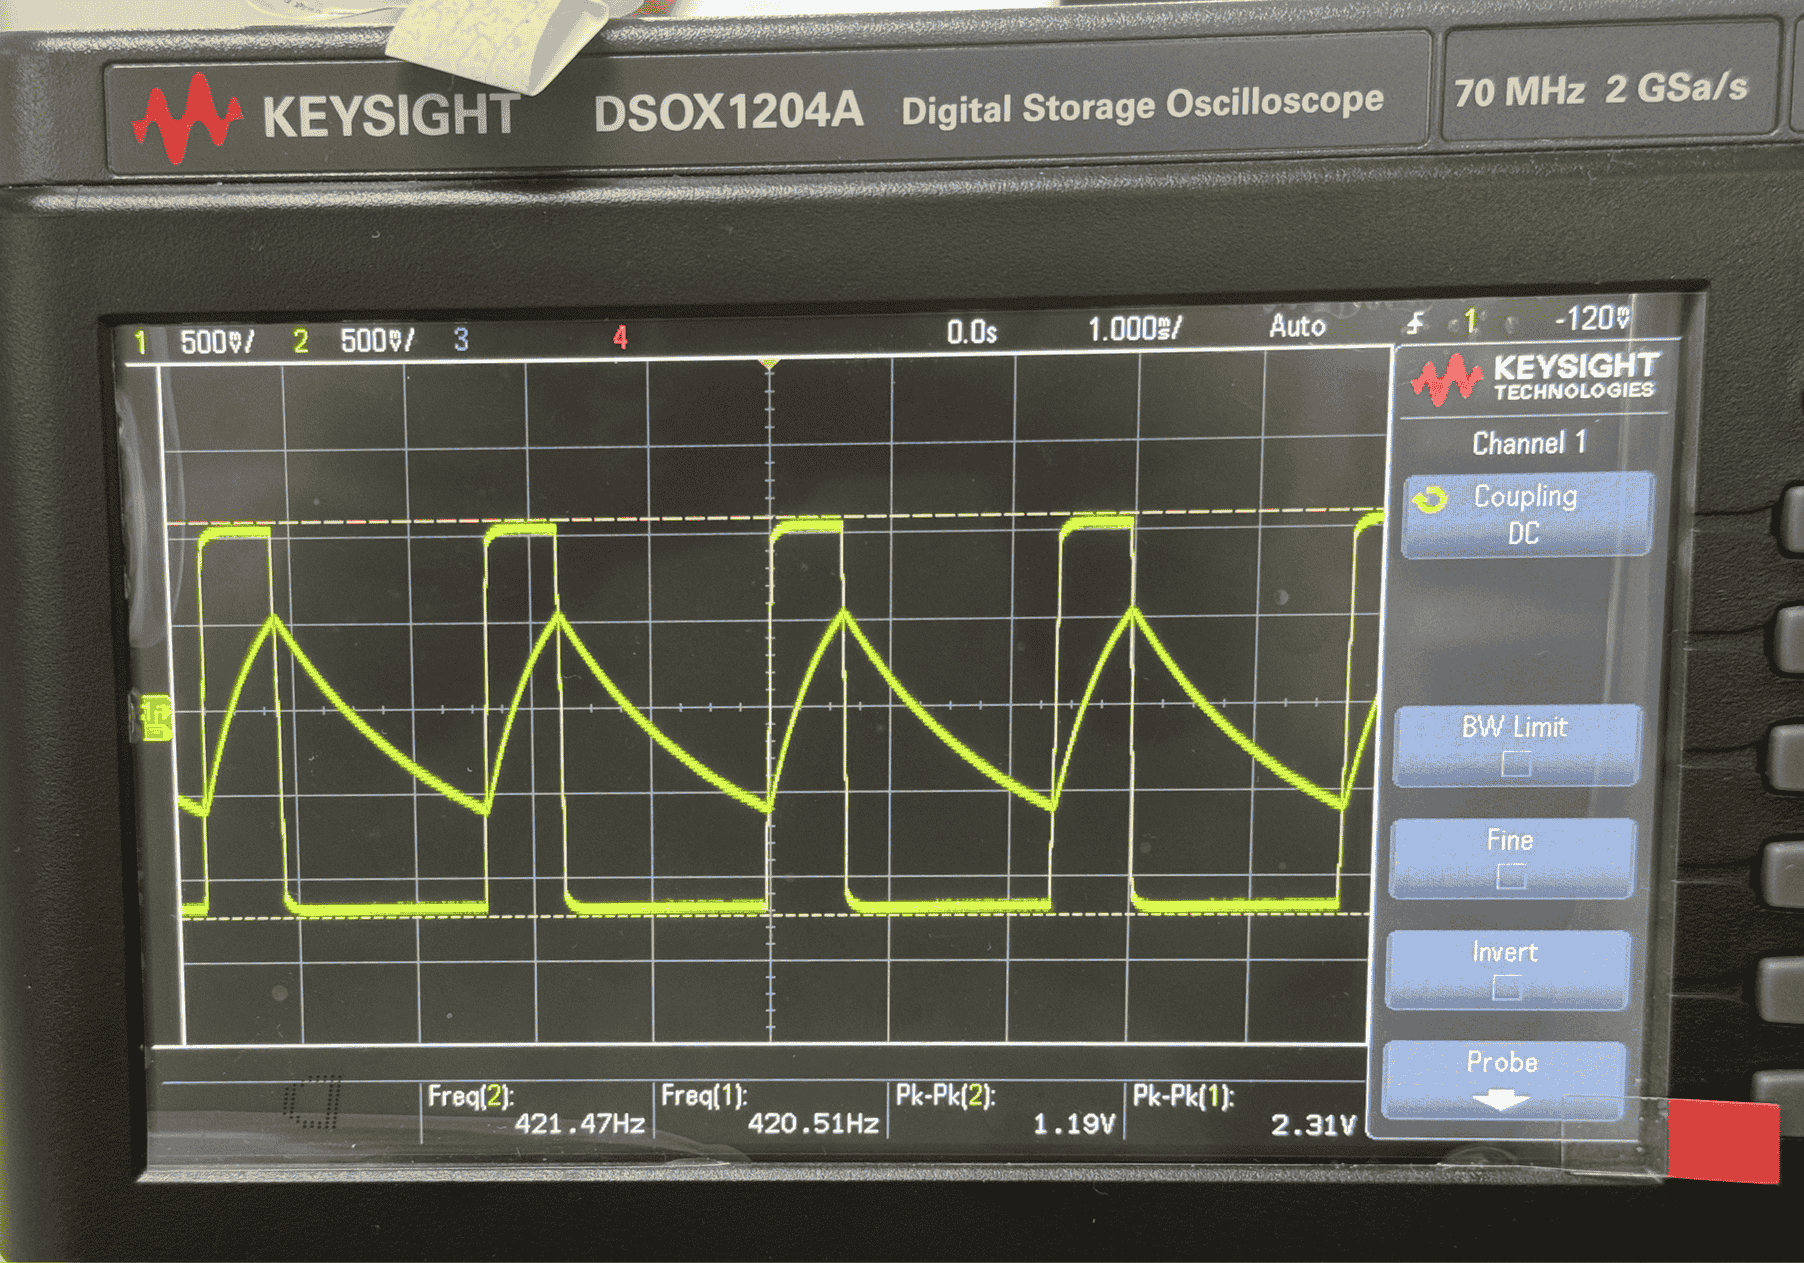 KEYSIGHT DSOX1204A Digital Storage Oscilloscope 70 MHz 2 GSa/s
1 500mV/ 2 500mV/ 3 4 0.0s 1.000ms/ Auto 1 -120mV
KEYSIGHT
TECHNOLOGIES
Channel 1
Coupling
DC
BW Limit
Fine
Invert
Probe
Freq(2): Freq(1): Pk-Pk(2): Pk-Pk(1):
421.47Hz 420.51Hz 1.19V 2.31V